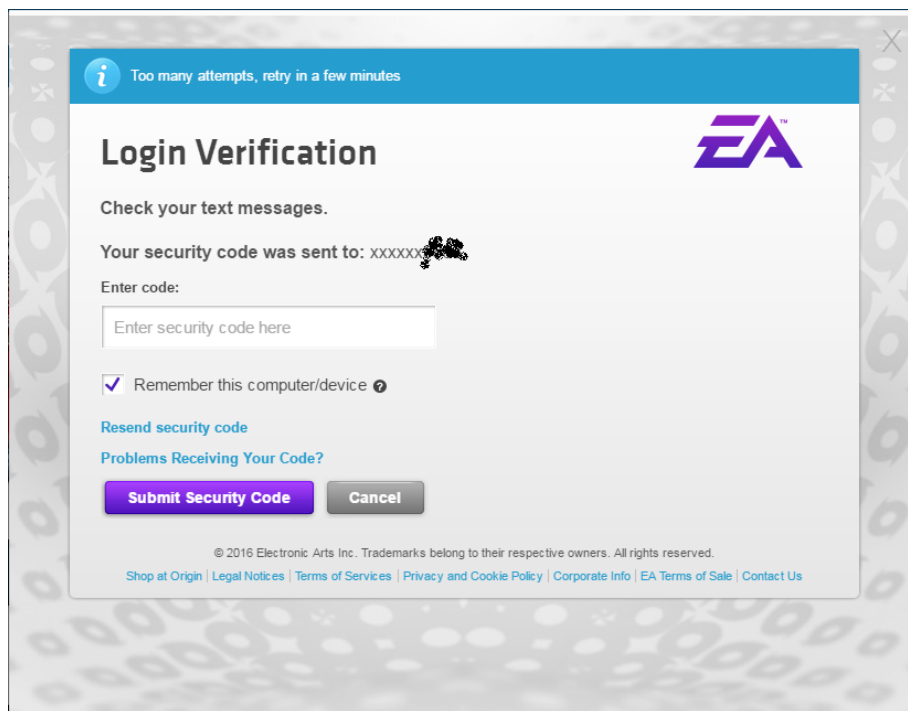 Too many attempts, retry in a few minutes
X
EA™
Login Verification
Check your text messages.
Your security code was sent to: xxxxxx
Enter code:
Enter security code here
Remember this computer/device ?
Resend security code
Problems Receiving Your Code?
Submit Security Code Cancel
© 2016 Electronic Arts Inc. Trademarks belong to their respective owners. All rights reserved.
Shop at Origin | Legal Notices | Terms of Services | Privacy and Cookie Policy | Corporate Info | EA Terms of Sale | Contact Us